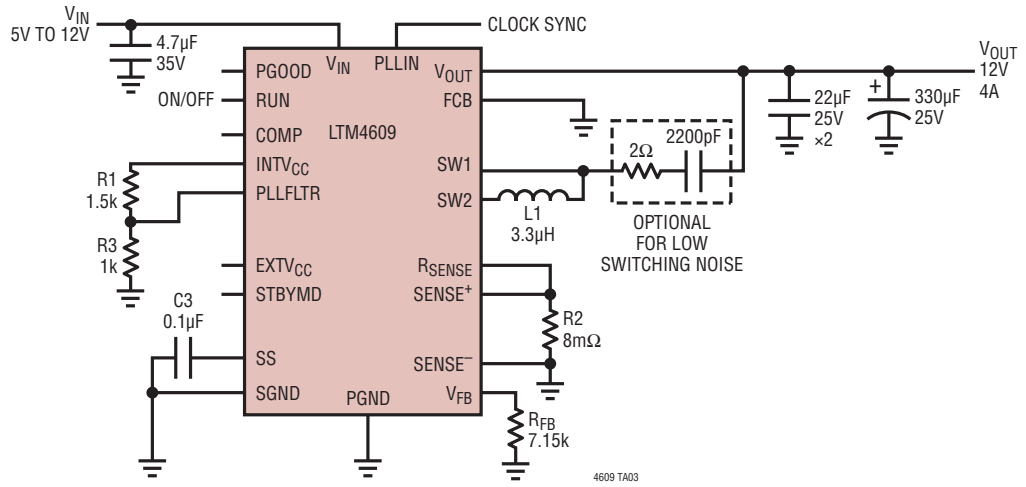 VIN
5V TO 12V
4.7µF
35V
CLOCK SYNC
VIN
PLLIN
PGOOD
VOUT
VOUT
12V
4A
ON/OFF
RUN
FCB
22µF
25V
×2
+
330µF
25V
COMP
LTM4609
2Ω
2200pF
INTVCC
SW1
R1
1.5k
PLLFLTR
SW2
L1
3.3µH
OPTIONAL
FOR LOW
SWITCHING NOISE
R3
1k
EXTVCC
RSENSE
STBYMD
SENSE+
C3
0.1µF
R2
8mΩ
SS
SENSE–
SGND
PGND
VFB
RFB
7.15k
4609 TA03